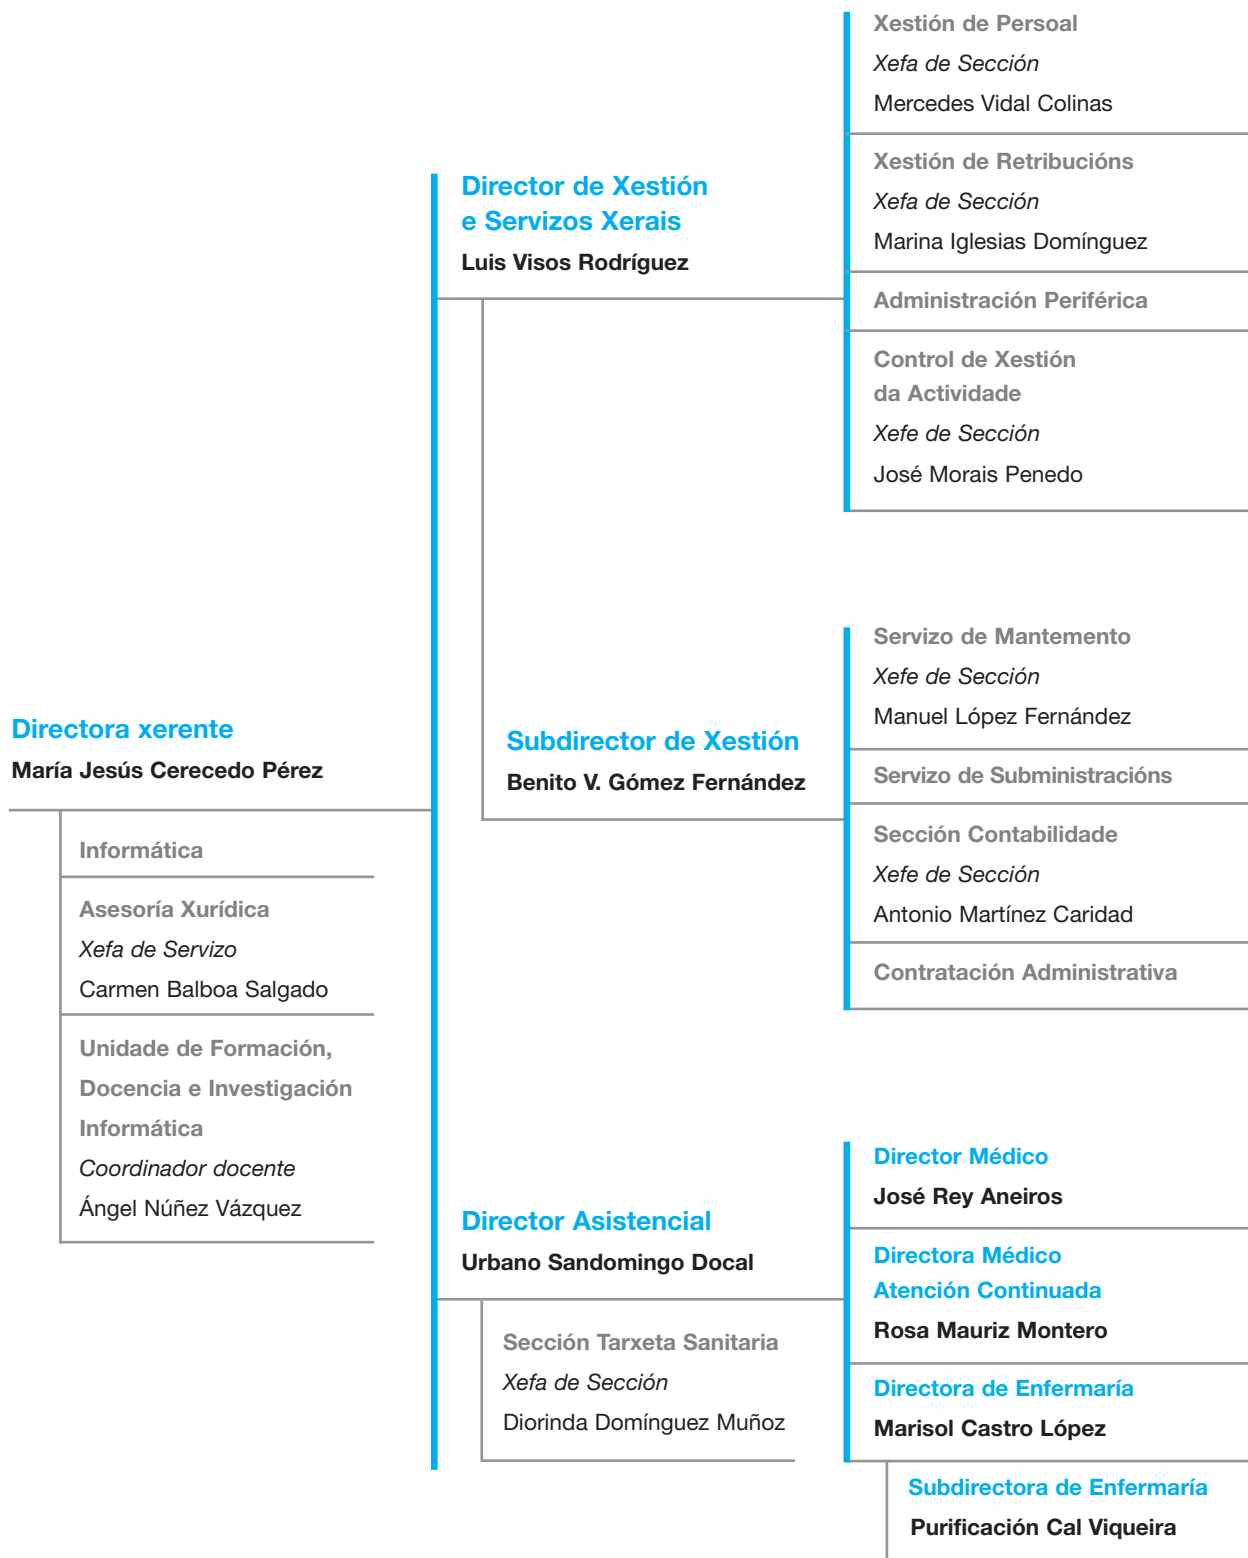 Directora xerente
María Jesús Cerecedo Pérez
Informática
Asesoría Xurídica
Xefa de Servizo
Carmen Balboa Salgado
Unidade de Formación,
Docencia e Investigación
Informática
Coordinador docente
Ángel Núñez Vázquez
Director de Xestión
e Servizos Xerais
Luis Visos Rodríguez
Xestión de Persoal
Xefa de Sección
Mercedes Vidal Colinas
Xestión de Retribucións
Xefa de Sección
Marina Iglesias Domínguez
Administración Periférica
Control de Xestión
da Actividade
Xefe de Sección
José Morais Penedo
Subdirector de Xestión
Benito V. Gómez Fernández
Servizo de Mantemento
Xefe de Sección
Manuel López Fernández
Servizo de Subministracións
Sección Contabilidade
Xefe de Sección
Antonio Martínez Caridad
Contratación Administrativa
Director Asistencial
Urbano Sandomingo Docal
Sección Tarxeta Sanitaria
Xefa de Sección
Diorinda Domínguez Muñoz
Director Médico
José Rey Aneiros
Directora Médico
Atención Continuada
Rosa Mauriz Montero
Directora de Enfermaría
Marisol Castro López
Subdirectora de Enfermaría
Purificación Cal Viqueira